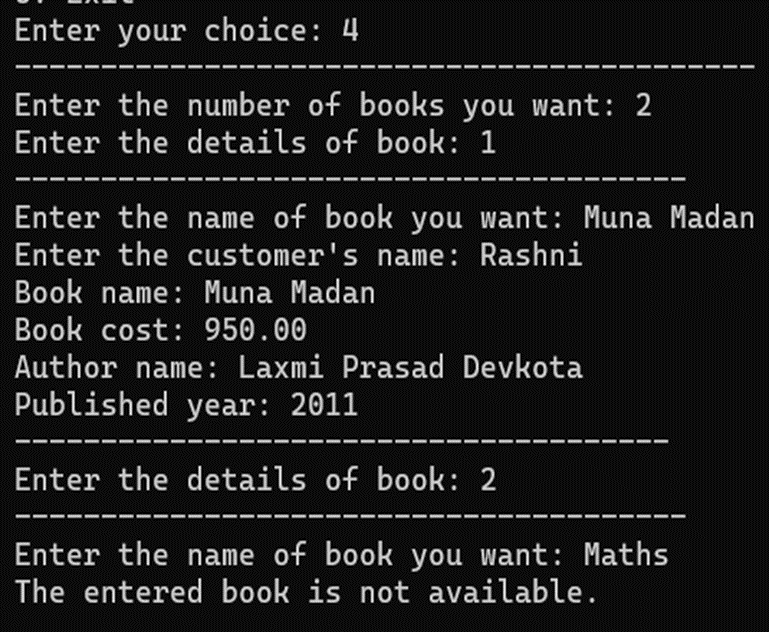 Enter your choice: 4
-------------------------------------------
Enter the number of books you want: 2
Enter the details of book: 1
---------------------------------------
Enter the name of book you want: Muna Madan
Enter the customer's name: Rashni
Book name: Muna Madan
Book cost: 950.00
Author name: Laxmi Prasad Devkota
Published year: 2011
--------------------------------------
Enter the details of book: 2
---------------------------------------
Enter the name of book you want: Maths
The entered book is not available.